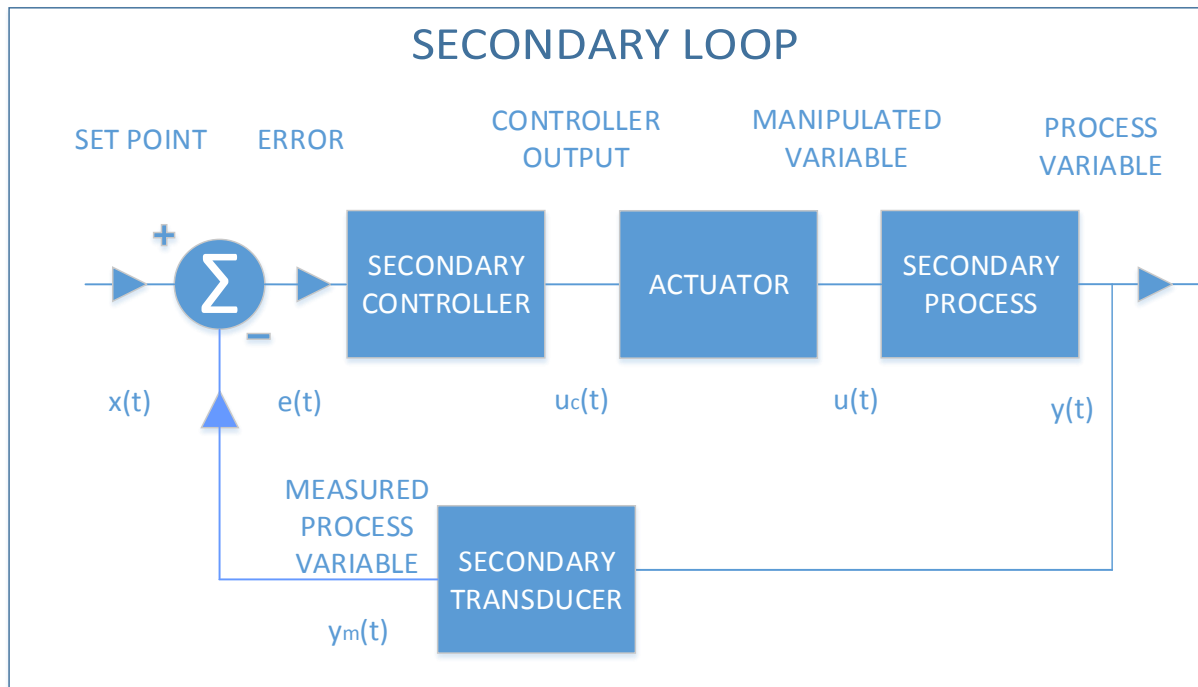 SECONDARY LOOP
SET POINT
ERROR
CONTROLLER
OUTPUT
MANIPULATED
VARIABLE
PROCESS
VARIABLE
+
Σ
−
SECONDARY
CONTROLLER
ACTUATOR
SECONDARY
PROCESS
x(t)
e(t)
uc(t)
u(t)
y(t)
MEASURED
PROCESS
VARIABLE
SECONDARY
TRANSDUCER
ym(t)